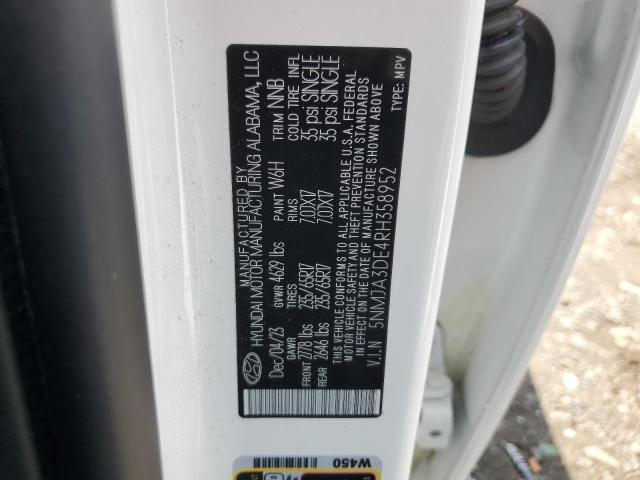 MANUFACTURED BY
HYUNDAI MOTOR MANUFACTURING ALABAMA, LLC
Dec/04/23 GVWR 4629 lbs PAINT W6H TRIM NNB
GAWR TIRES RIMS COLD TIRE INFL
FRONT 2778 lbs 235/65R17 7.0JX17 35 psi SINGLE
REAR 2646 lbs 235/65R17 7.0JX17 35 psi SINGLE
THIS VEHICLE CONFORMS TO ALL APPLICABLE U.S.A. FEDERAL
MOTOR VEHICLE SAFETY AND THEFT PREVENTION STANDARDS
IN EFFECT ON THE DATE OF MANUFACTURE SHOWN ABOVE
V.I.N 5NMJA3DE4RH358952 TYPE: MPV
W450